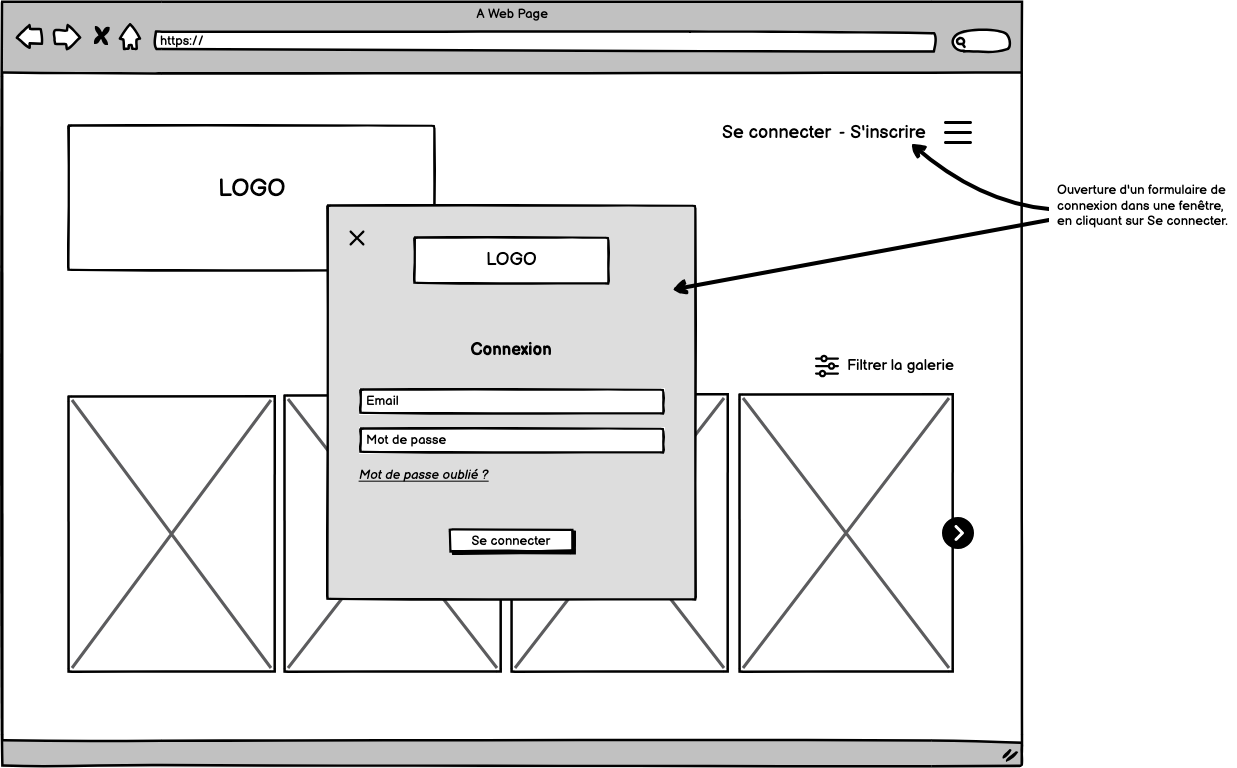 A Web Page
https://
Se connecter - S'inscrire
LOGO
Ouverture d'un formulaire de
connexion dans une fenêtre,
en cliquant sur Se connecter.
LOGO
Connexion
Filtrer la galerie
Email
Mot de passe
Mot de passe oublié ?
Se connecter